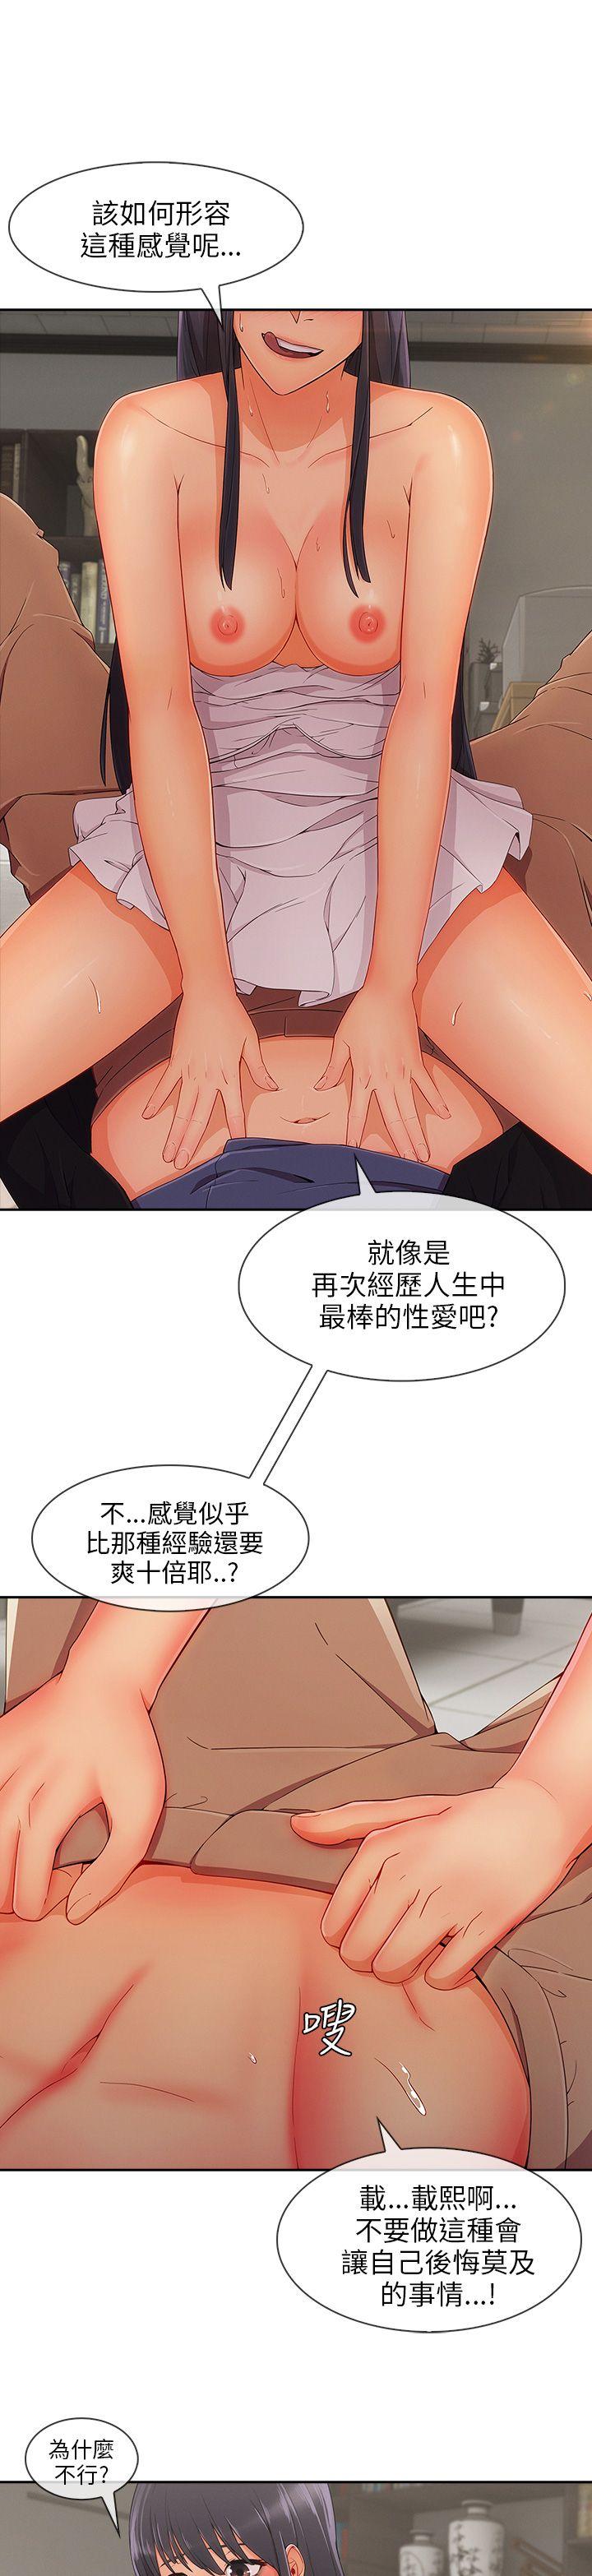 該如何形容
這種感覺呢...
就像是
再次經歷人生中
最棒的性愛吧?
不...感覺似乎
比那種經驗還要
爽十倍耶..?
嗖
載...載熙啊...
不要做這種會
讓自己後悔莫及
的事情...!
為什麼
不行?